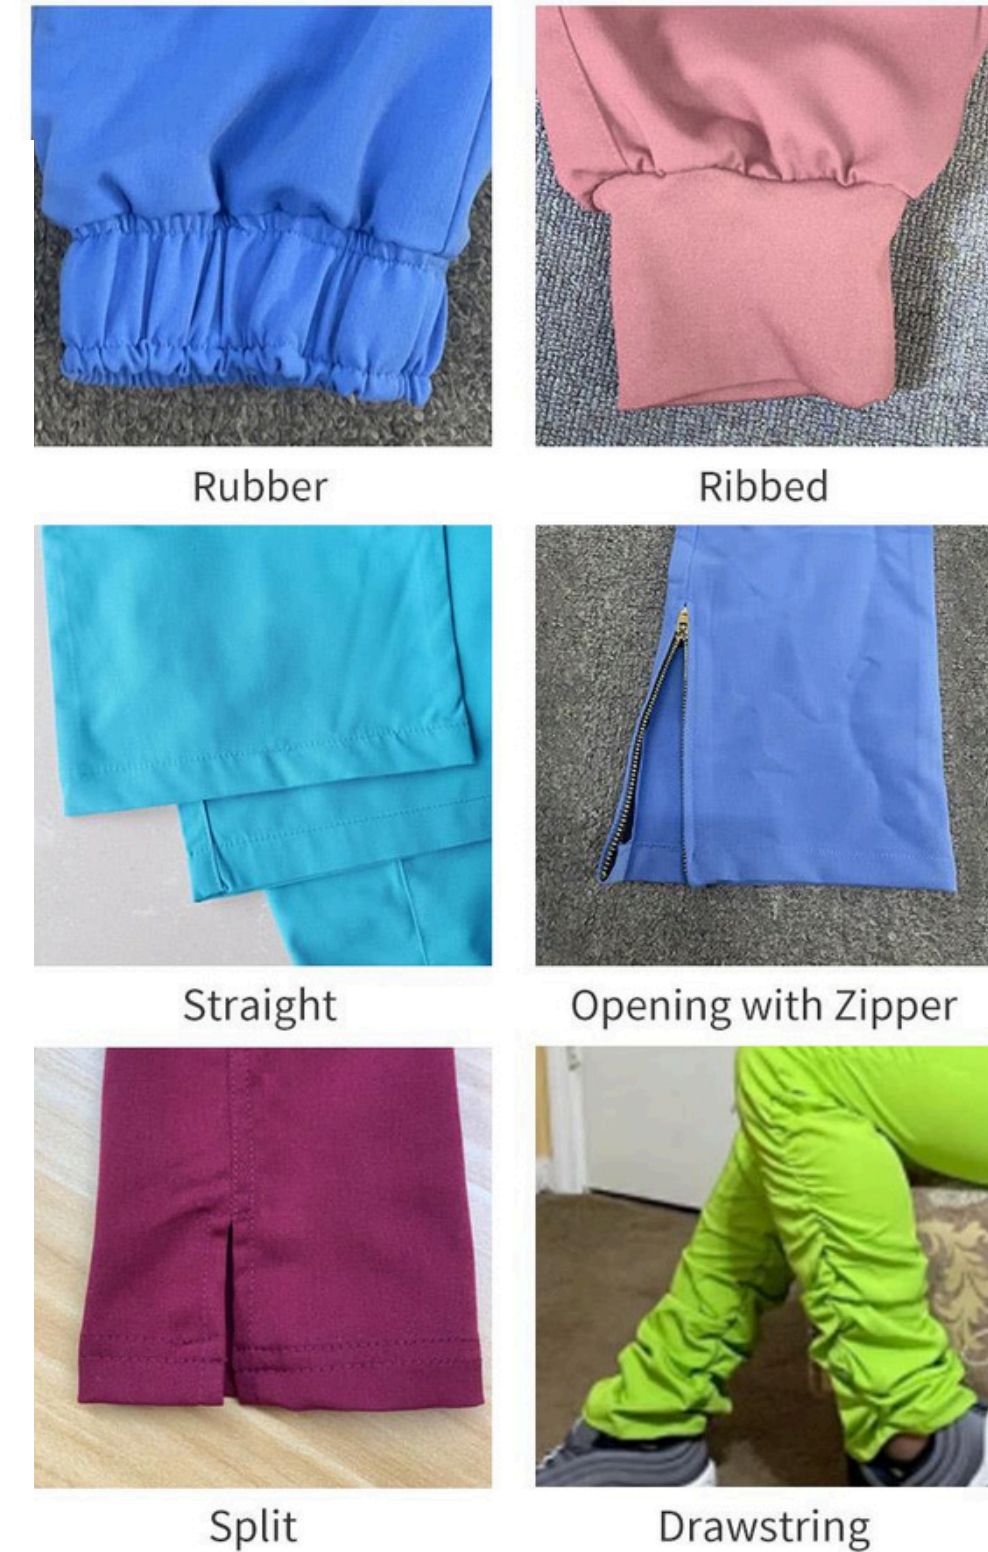 Rubber
Ribbed
Straight
Opening with Zipper
Split
Drawstring